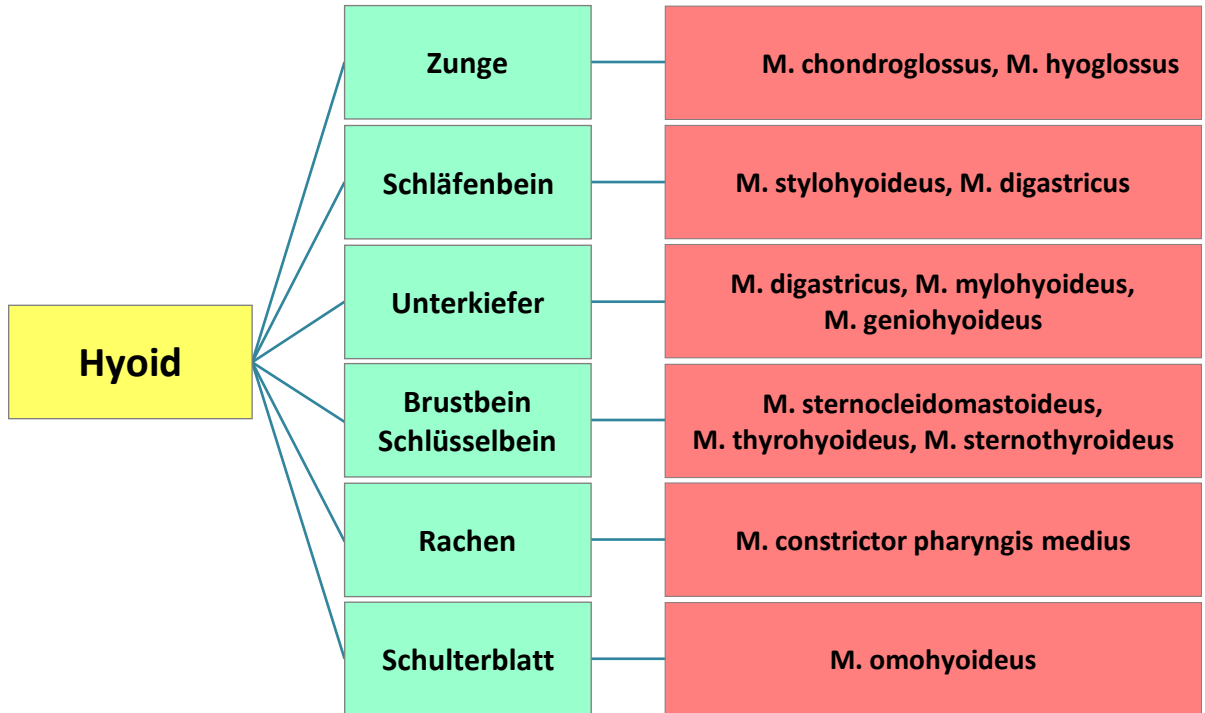 Hyoid
Zunge
M. chondroglossus, M. hyoglossus
Schläfenbein
M. stylohyoideus, M. digastricus
Unterkiefer
M. digastricus, M. mylohyoideus,
M. geniohyoideus
Brustbein
Schlüsselbein
M. sternocleidomastoideus,
M. thyrohyoideus, M. sternothyroideus
Rachen
M. constrictor pharyngis medius
Schulterblatt
M. omohyoideus